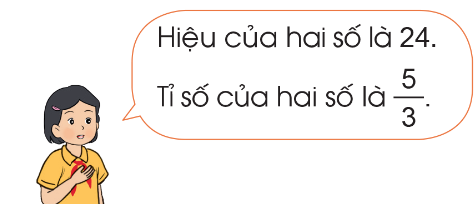 Hiệu của hai số là 24.
Tỉ số của hai số là 5/3.